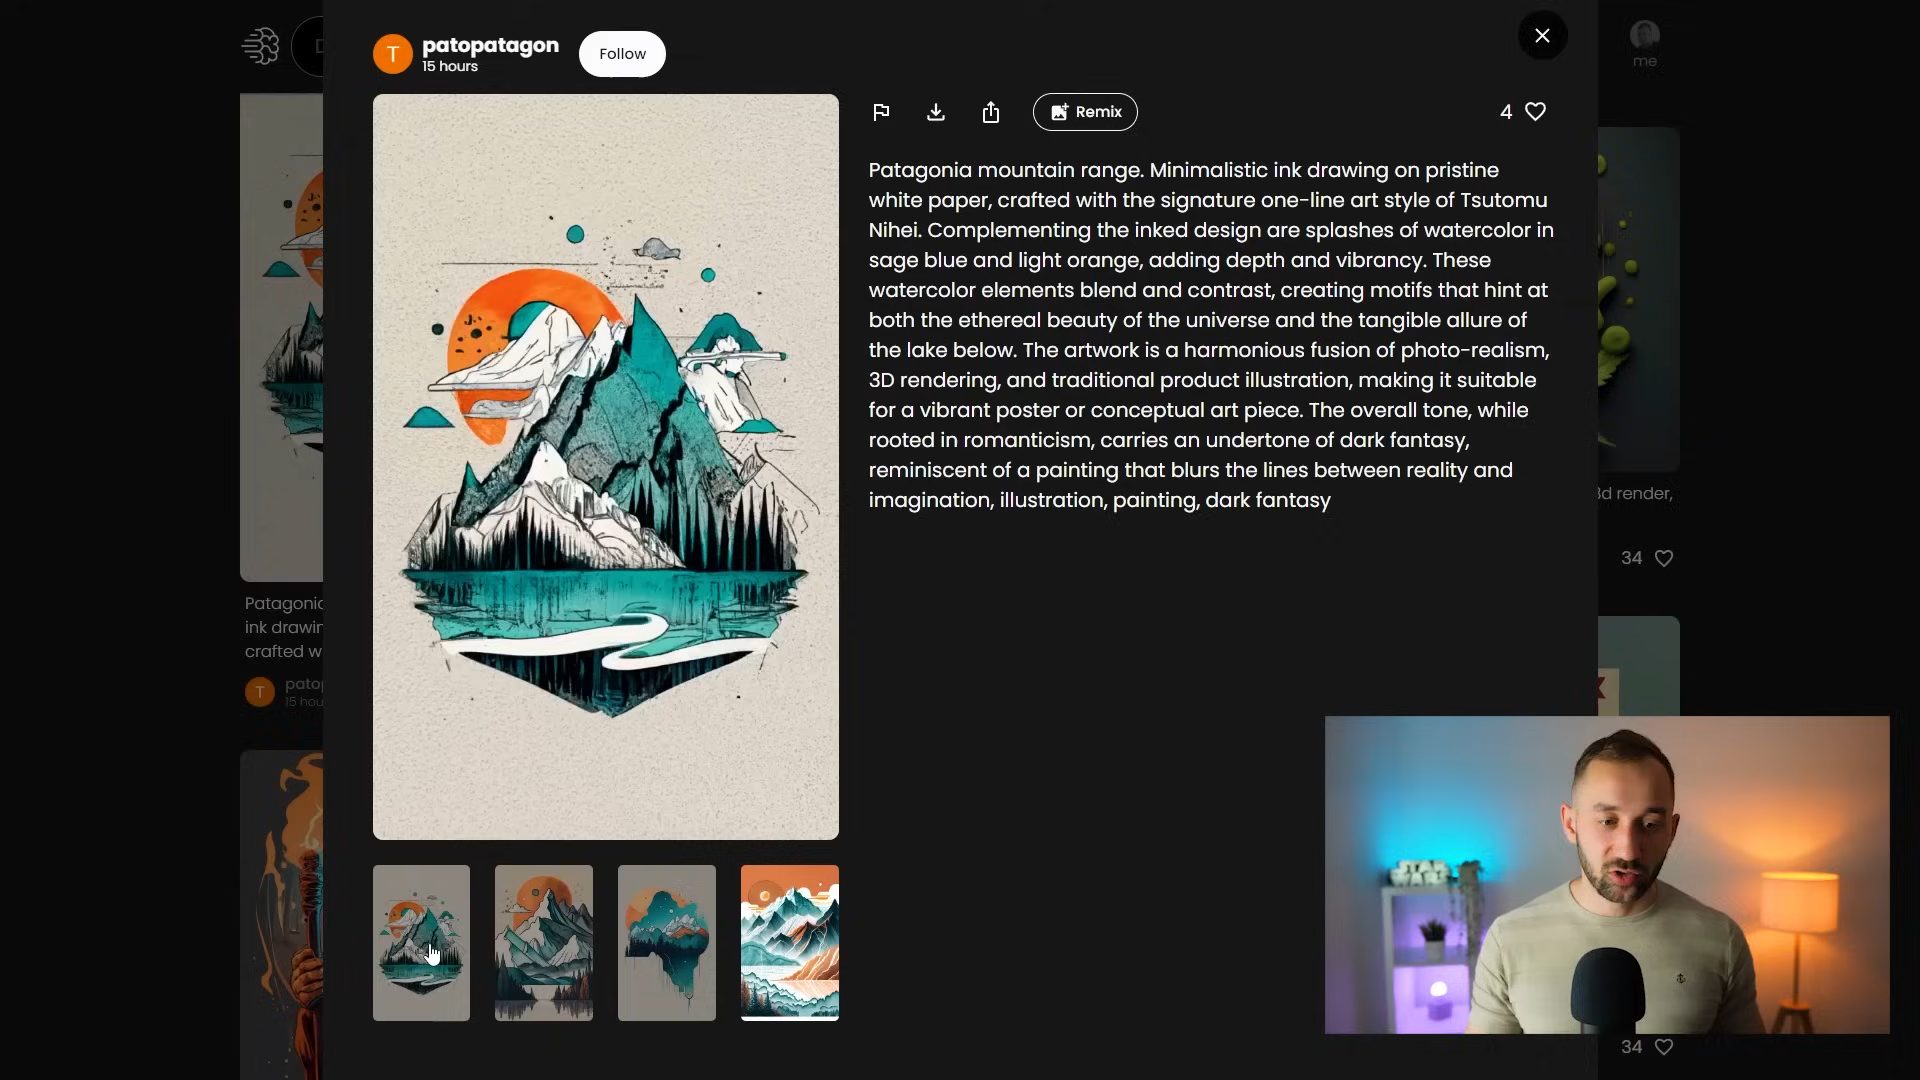 me
T patopatagon
15 hours
Follow
Remix
4
Patagonia mountain range. Minimalistic ink drawing on pristine
white paper, crafted with the signature one-line art style of Tsutomu
Nihei. Complementing the inked design are splashes of watercolor in
sage blue and light orange, adding depth and vibrancy. These
watercolor elements blend and contrast, creating motifs that hint at
both the ethereal beauty of the universe and the tangible allure of
the lake below. The artwork is a harmonious fusion of photo-realism,
3D rendering, and traditional product illustration, making it suitable
for a vibrant poster or conceptual art piece. The overall tone, while
rooted in romanticism, carries an undertone of dark fantasy,
reminiscent of a painting that blurs the lines between reality and
imagination, illustration, painting, dark fantasy
Patagonia
ink drawin
crafted w
T patop
15 hou
3d render,
34
34